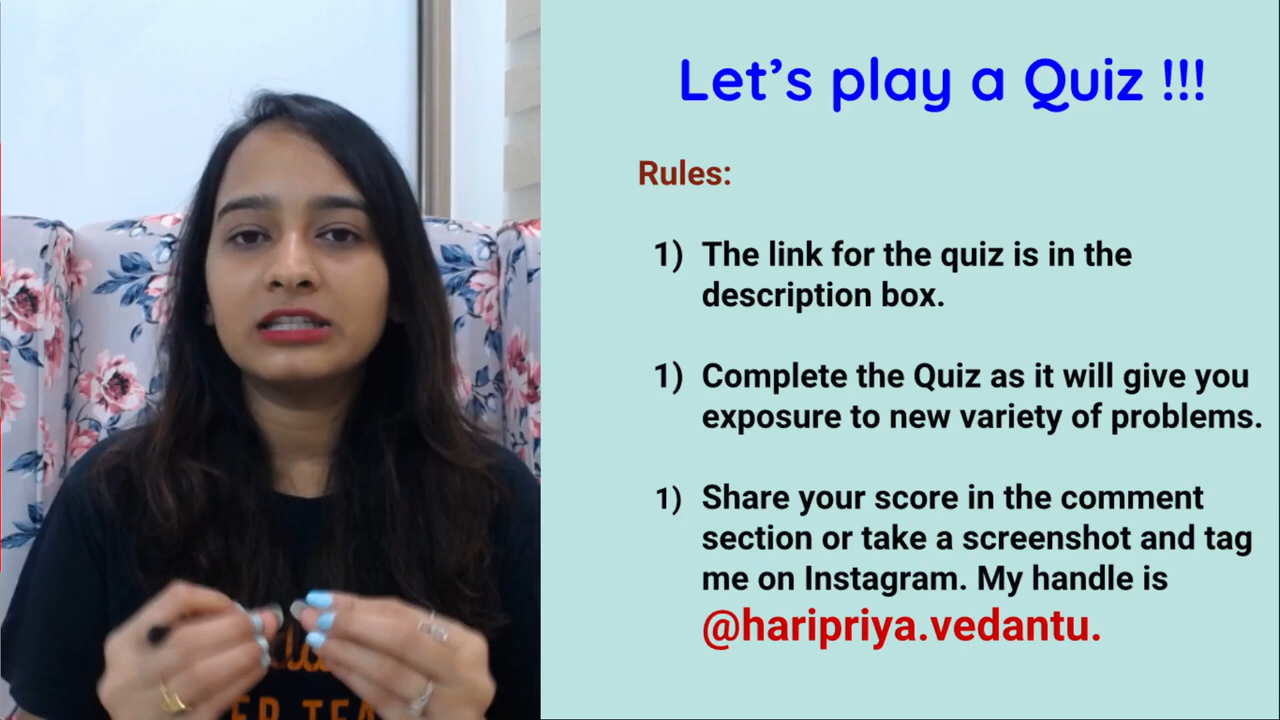 Let's play a Quiz !!!
Rules:
1) The link for the quiz is in the
description box.
1) Complete the Quiz as it will give you
exposure to new variety of problems.
1) Share your score in the comment
section or take a screenshot and tag
me on Instagram. My handle is
@haripriya.vedantu.